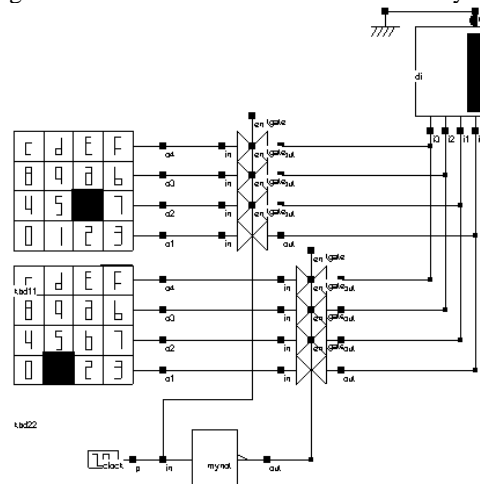 di
i3 i2 i1
en tgate
c d E F
a4 in en tgate out
8 9 a b
a3 in en tgate out
4 5 7
a2 in en tgate out
0 1 2 3
a1 in out
en tgate
d E F
kbd11
a4 in en tgate out
8 9 a b
a3 in en tgate out
4 5 b 7
a2 in en tgate out
0 2 3
a1 in out
kbd22
clock p in mynot out